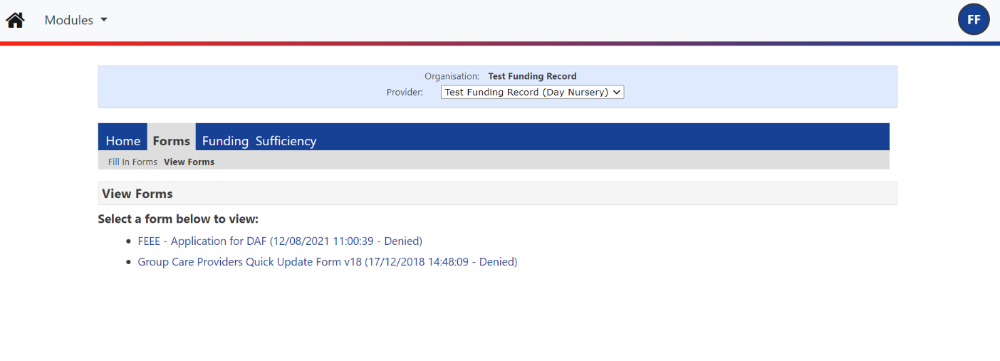 Modules
FF
Organisation: Test Funding Record
Provider: Test Funding Record (Day Nursery)
Home Forms Funding Sufficiency
Fill In Forms View Forms
View Forms
Select a form below to view:
FEEE - Application for DAF (12/08/2021 11:00:39 - Denied)
Group Care Providers Quick Update Form v18 (17/12/2018 14:48:09 - Denied)